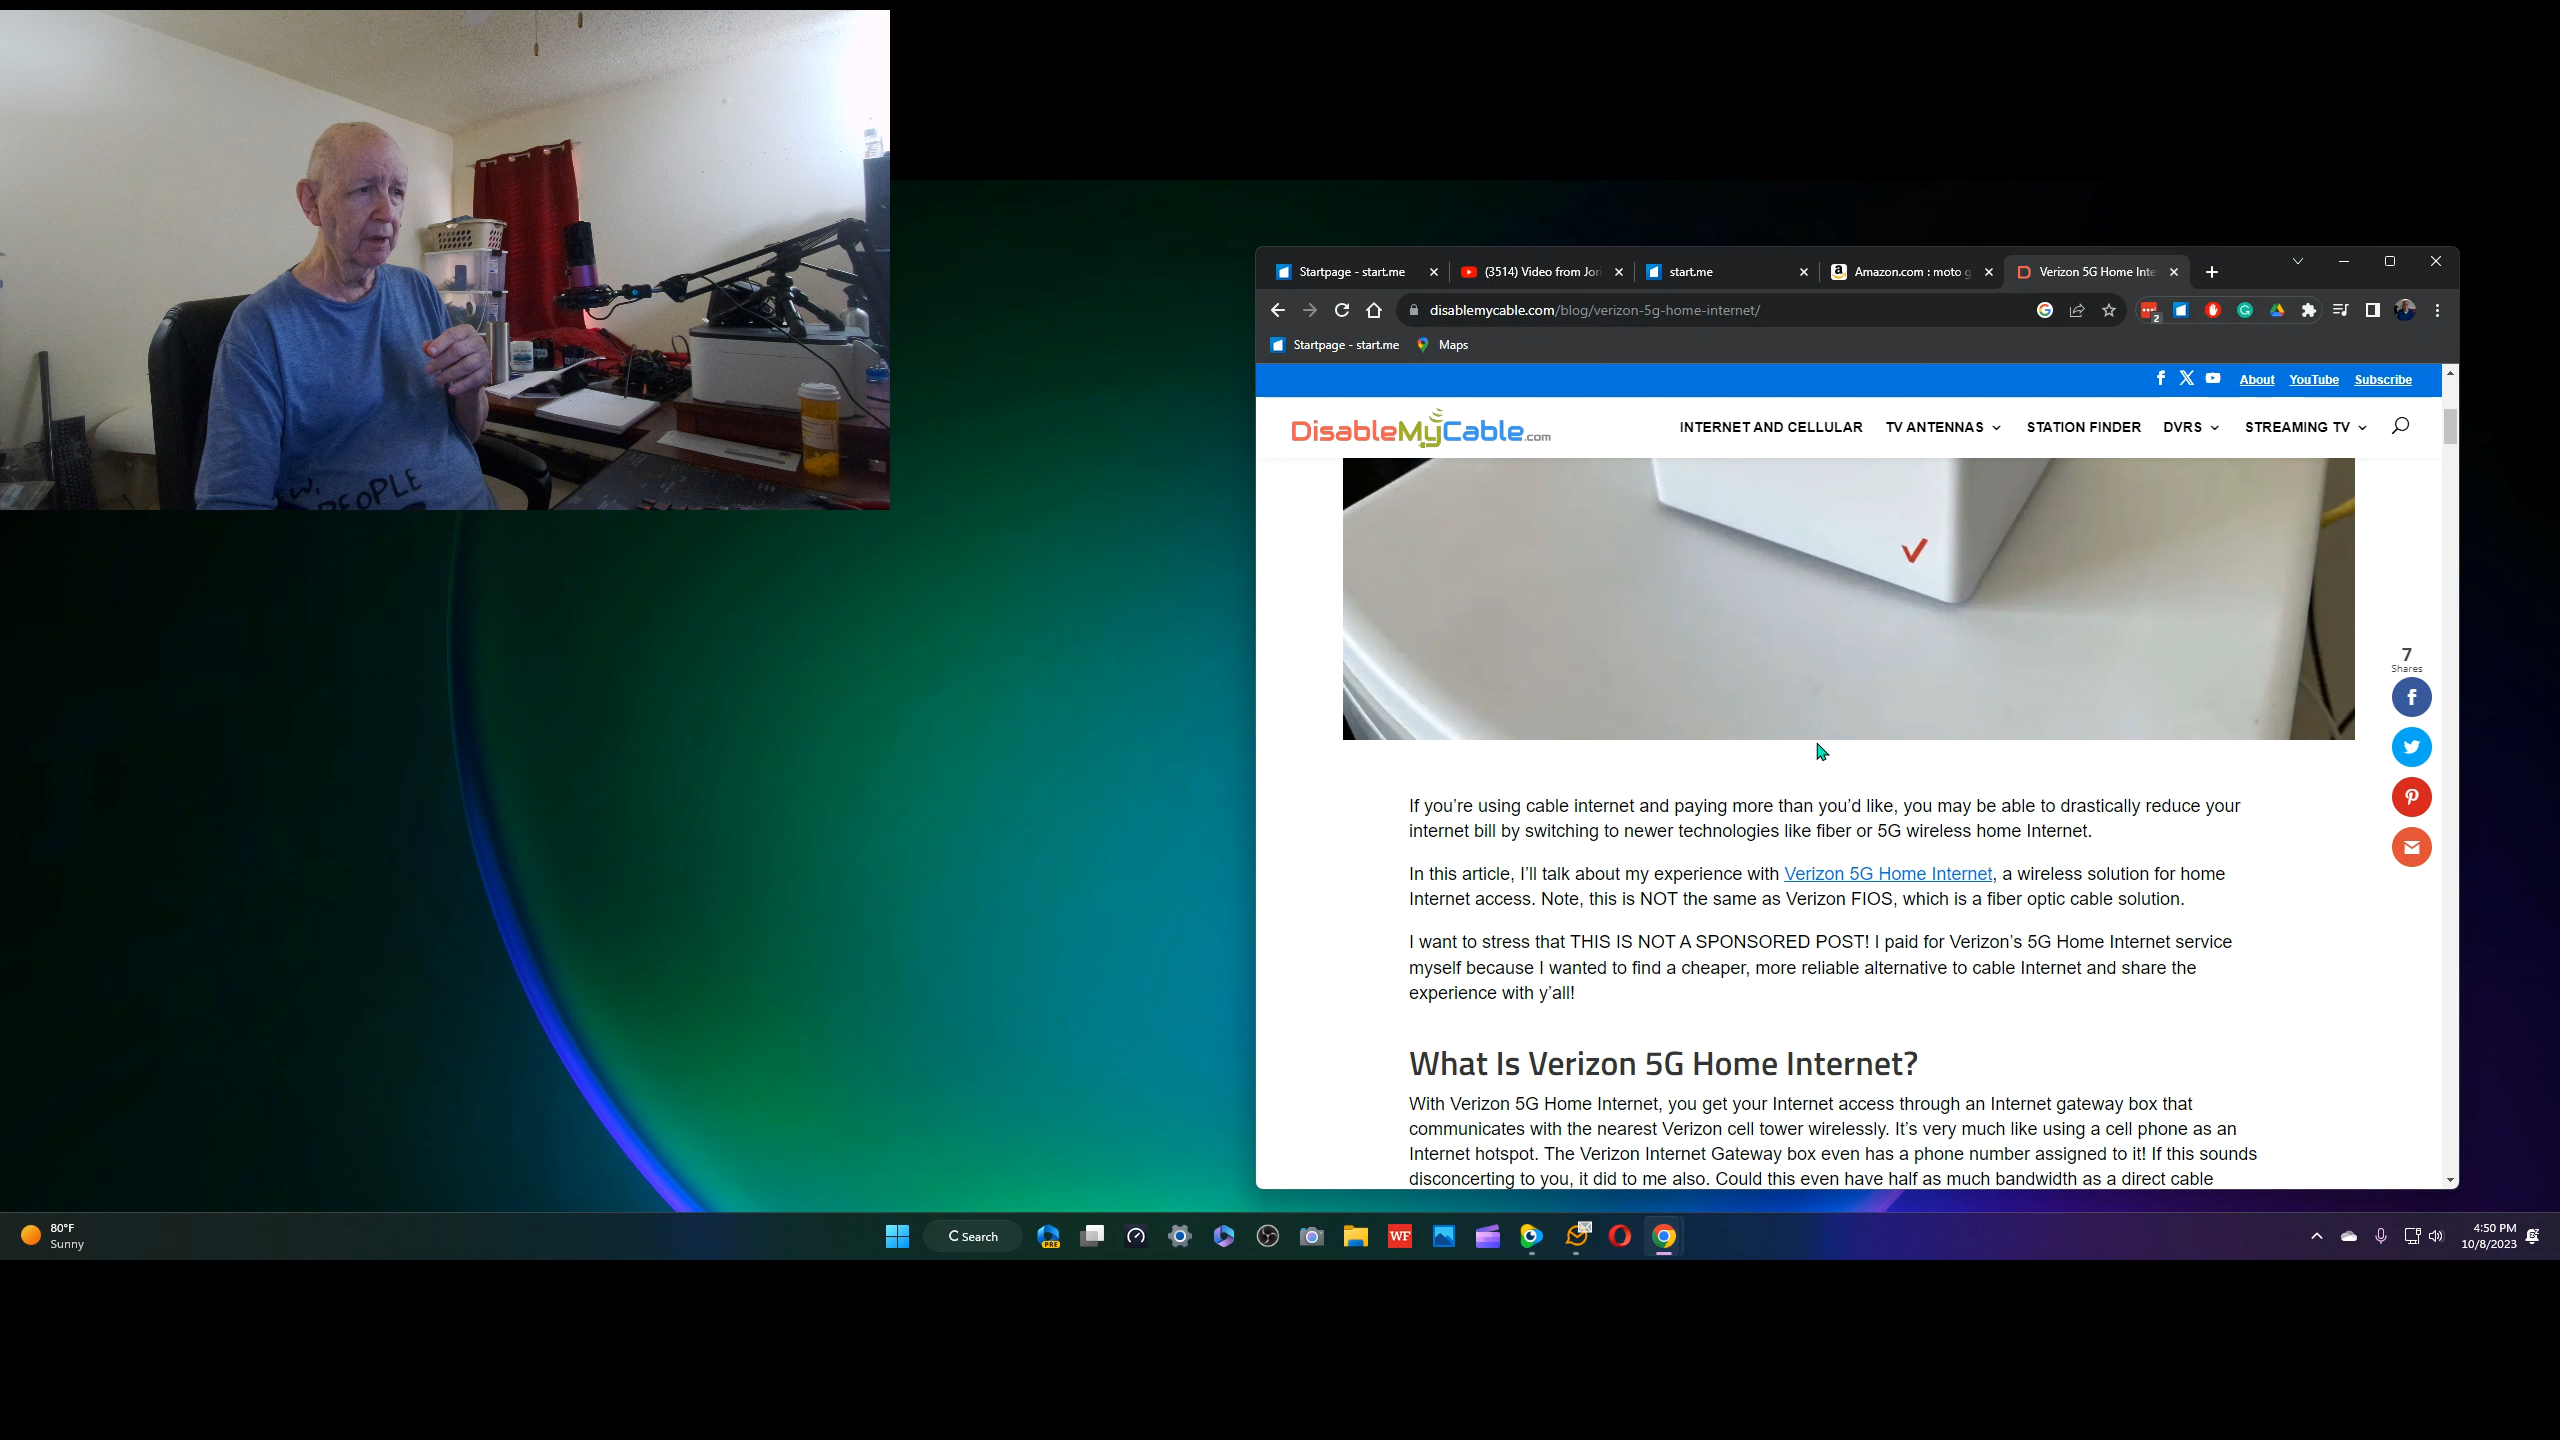 EW,
PEOPLE
Startpage - start.me
(3514) Video from Jori
start.me
Amazon.com : moto g
Verizon 5G Home Inte
disablemycable.com/blog/verizon-5g-home-internet/
2
Startpage - start.me
Maps
About
YouTube
Subscribe
DisableMyCable.com
INTERNET AND CELLULAR
TV ANTENNAS
STATION FINDER
DVRS
STREAMING TV
7
Shares
If you’re using cable internet and paying more than you’d like, you may be able to drastically reduce your
internet bill by switching to newer technologies like fiber or 5G wireless home Internet.
In this article, I’ll talk about my experience with Verizon 5G Home Internet, a wireless solution for home
Internet access. Note, this is NOT the same as Verizon FIOS, which is a fiber optic cable solution.
I want to stress that THIS IS NOT A SPONSORED POST! I paid for Verizon’s 5G Home Internet service
myself because I wanted to find a cheaper, more reliable alternative to cable Internet and share the
experience with y’all!
What Is Verizon 5G Home Internet?
With Verizon 5G Home Internet, you get your Internet access through an Internet gateway box that
communicates with the nearest Verizon cell tower wirelessly. It’s very much like using a cell phone as an
Internet hotspot. The Verizon Internet Gateway box even has a phone number assigned to it! If this sounds
disconcerting to you, it did to me also. Could this even have half as much bandwidth as a direct cable
80°F
Sunny
Search
PRE
WF
4:50 PM
10/8/2023